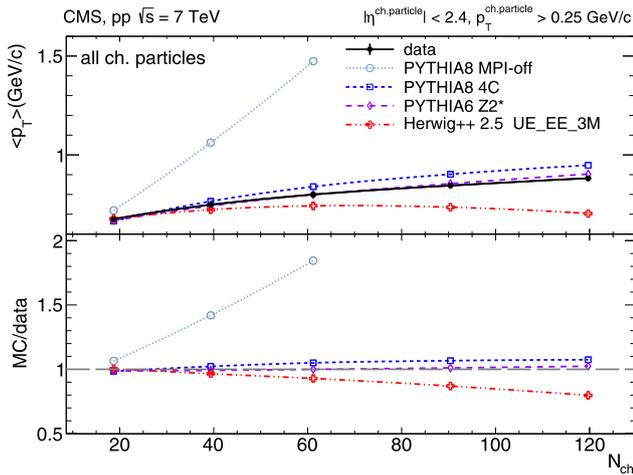 CMS, pp √s = 7 TeV
|η^ch.particle| < 2.4, p_T^ch.particle > 0.25 GeV/c
all ch. particles
data
PYTHIA8 MPI-off
PYTHIA8 4C
PYTHIA6 Z2*
Herwig++ 2.5 UE_EE_3M
<p_T>(GeV/c)
1.5
1
MC/data
2
1.5
1
0.5
20 40 60 80 100 120
N_ch